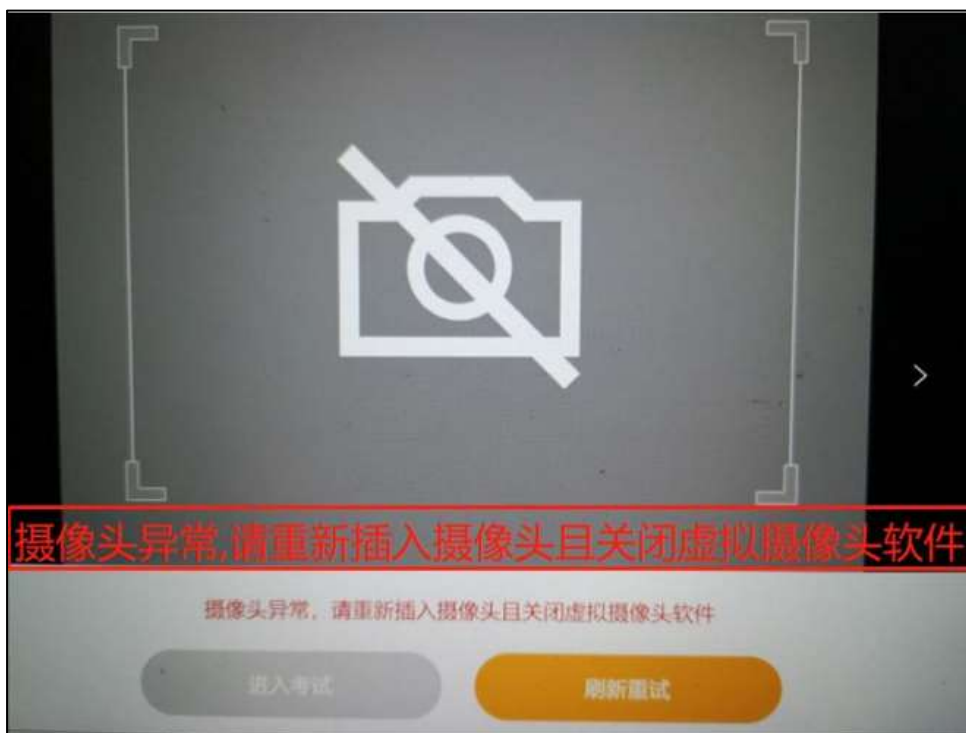 摄像头异常,请重新插入摄像头且关闭虚拟摄像头软件
摄像头异常，请重新插入摄像头且关闭虚拟摄像头软件
进入考试
刷新重试